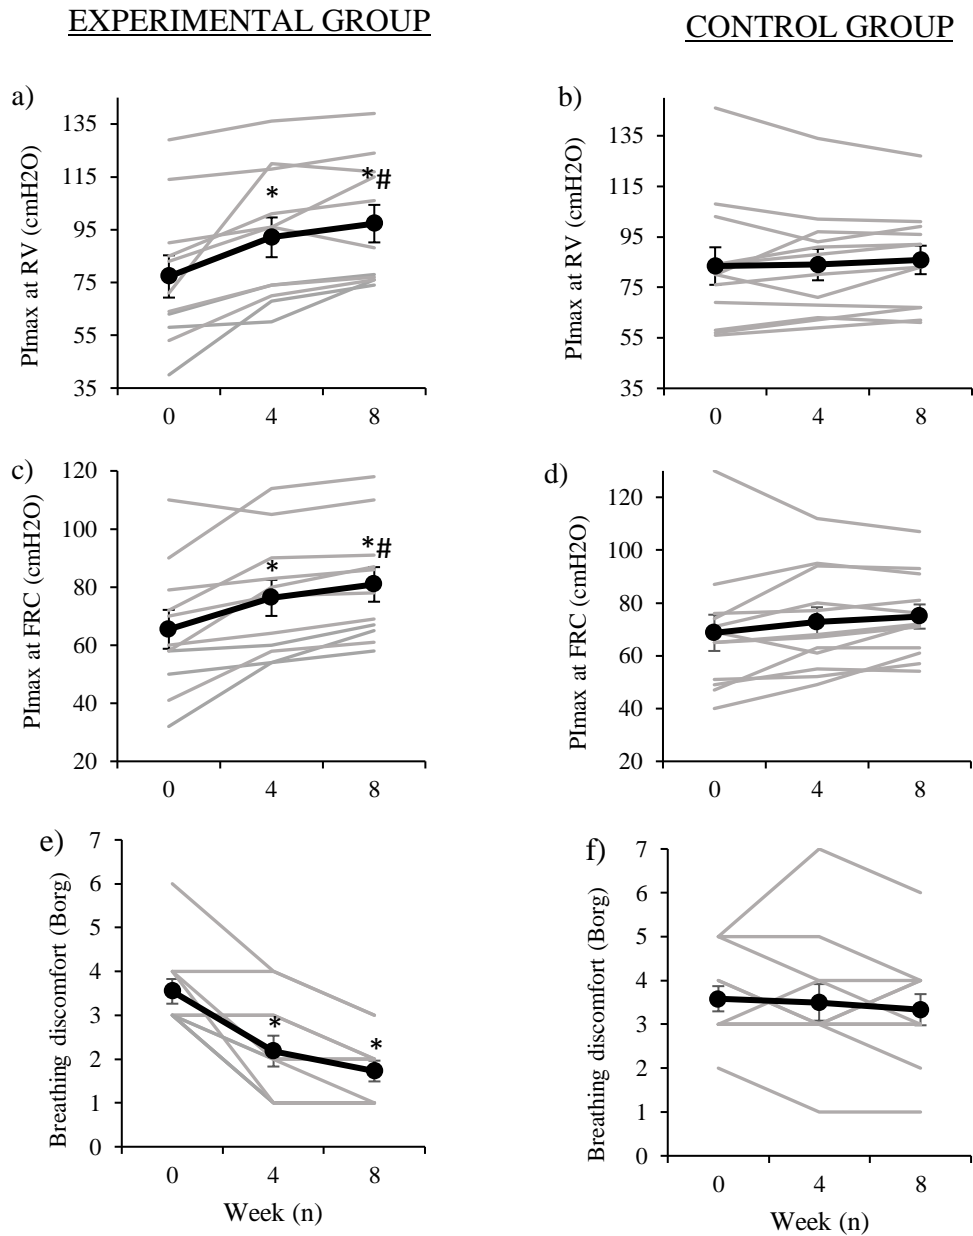 EXPERIMENTAL GROUP
CONTROL GROUP
a)
PImax at RV (cmH2O)
135
115
95
75
55
35
*
*#
0 4 8
b)
PImax at RV (cmH2O)
135
115
95
75
55
35
0 4 8
c)
PImax at FRC (cmH2O)
120
100
80
60
40
20
*
*#
0 4 8
d)
PImax at FRC (cmH2O)
120
100
80
60
40
20
0 4 8
e)
Breathing discomfort (Borg)
7
6
5
4
3
2
1
0
*
*
0 4 8
Week (n)
f)
Breathing discomfort (Borg)
7
6
5
4
3
2
1
0
0 4 8
Week (n)